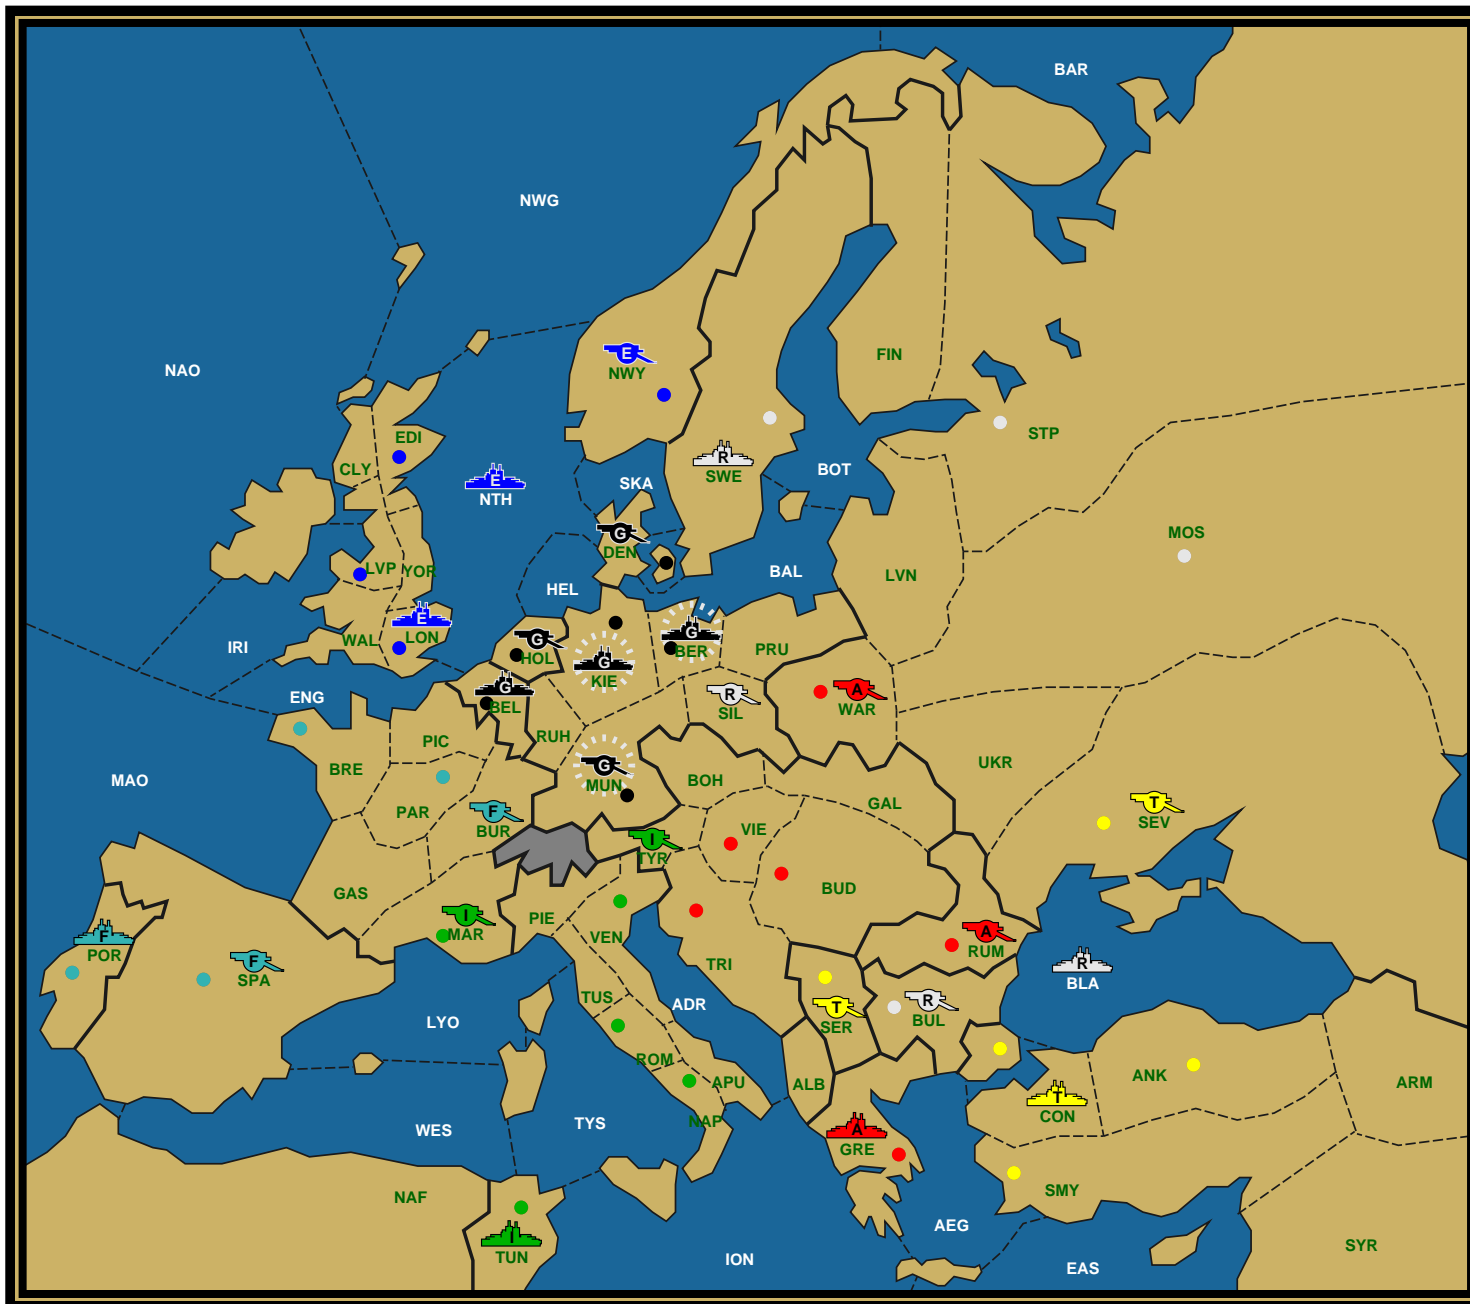 BAR
NWG
NAO
FIN
E
NWY
EDI
STP
CLY
R
SWE
BOT
SKA
E
NTH
G
DEN
MOS
LVP
YOR
BAL
LVN
HEL
E
LON
WAL
IRI
G
HOL
G
KIE
G
BER
PRU
ENG
G
BEL
R
SIL
A
WAR
PIC
RUH
BRE
MAO
G
MUN
BOH
UKR
GAL
T
SEV
PAR
F
BUR
I
TYR
VIE
BUD
GAS
I
MAR
PIE
VEN
F
POR
F
SPA
TRI
A
RUM
R
BLA
TUS
ADR
T
SER
R
BUL
LYO
ROM
APU
ALB
ANK
ARM
T
CON
WES
TYS
NAP
A
GRE
NAF
SMY
I
TUN
AEG
ION
EAS
SYR